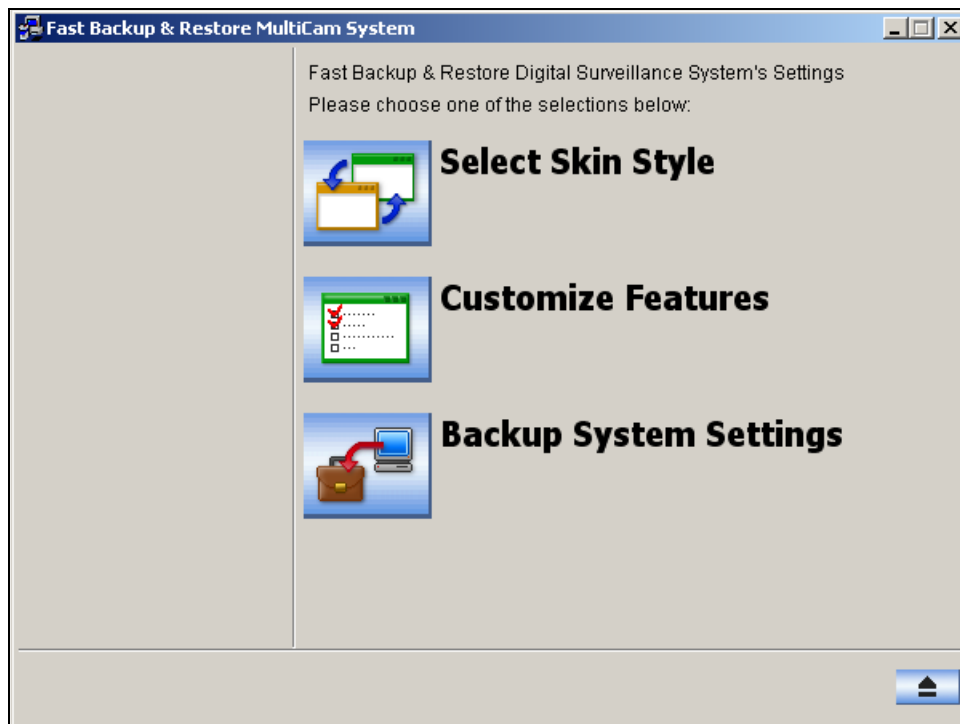 Fast Backup & Restore MultiCam System
Fast Backup & Restore Digital Surveillance System's Settings
Please choose one of the selections below:
Select Skin Style
Customize Features
Backup System Settings